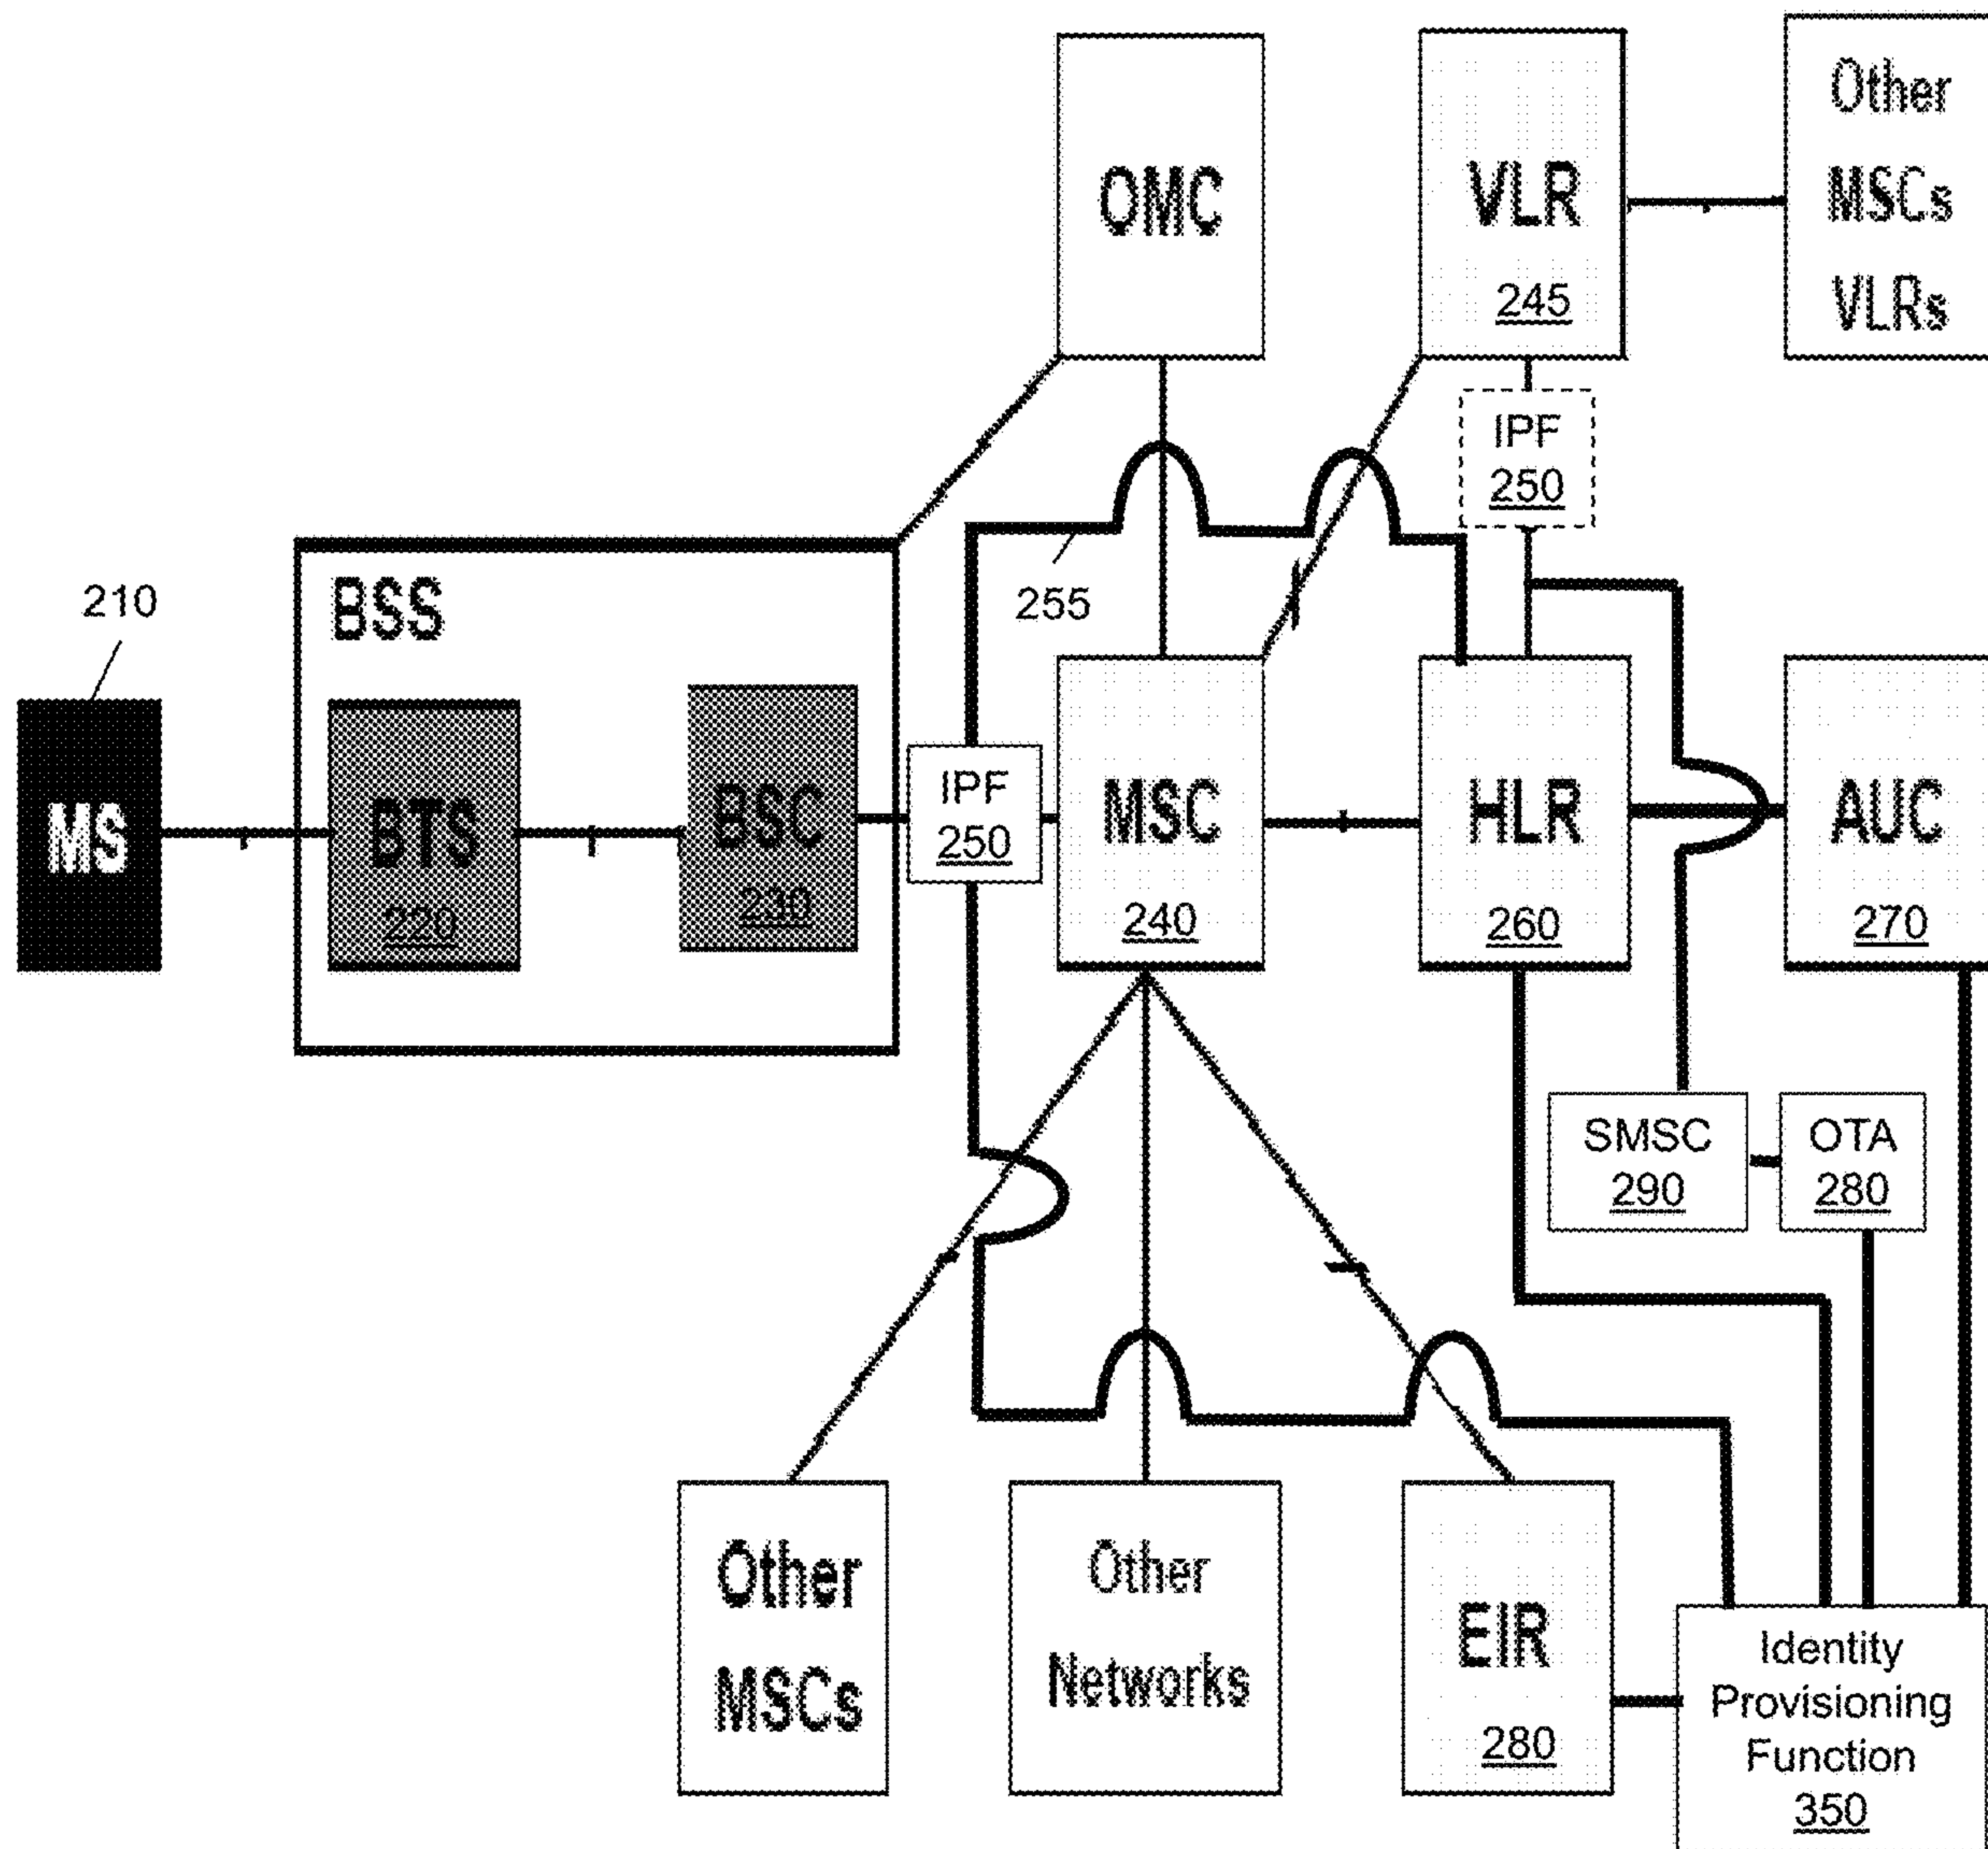 OMC
VLR
245
Other
MSCs
VLRs
IPF
250
255
210
BSS
MS
BTS
220
BSC
230
IPF
250
MSC
240
HLR
260
AUC
270
SMSC
290
OTA
280
Other
MSCs
Other
Networks
EIR
280
Identity
Provisioning
Function
350